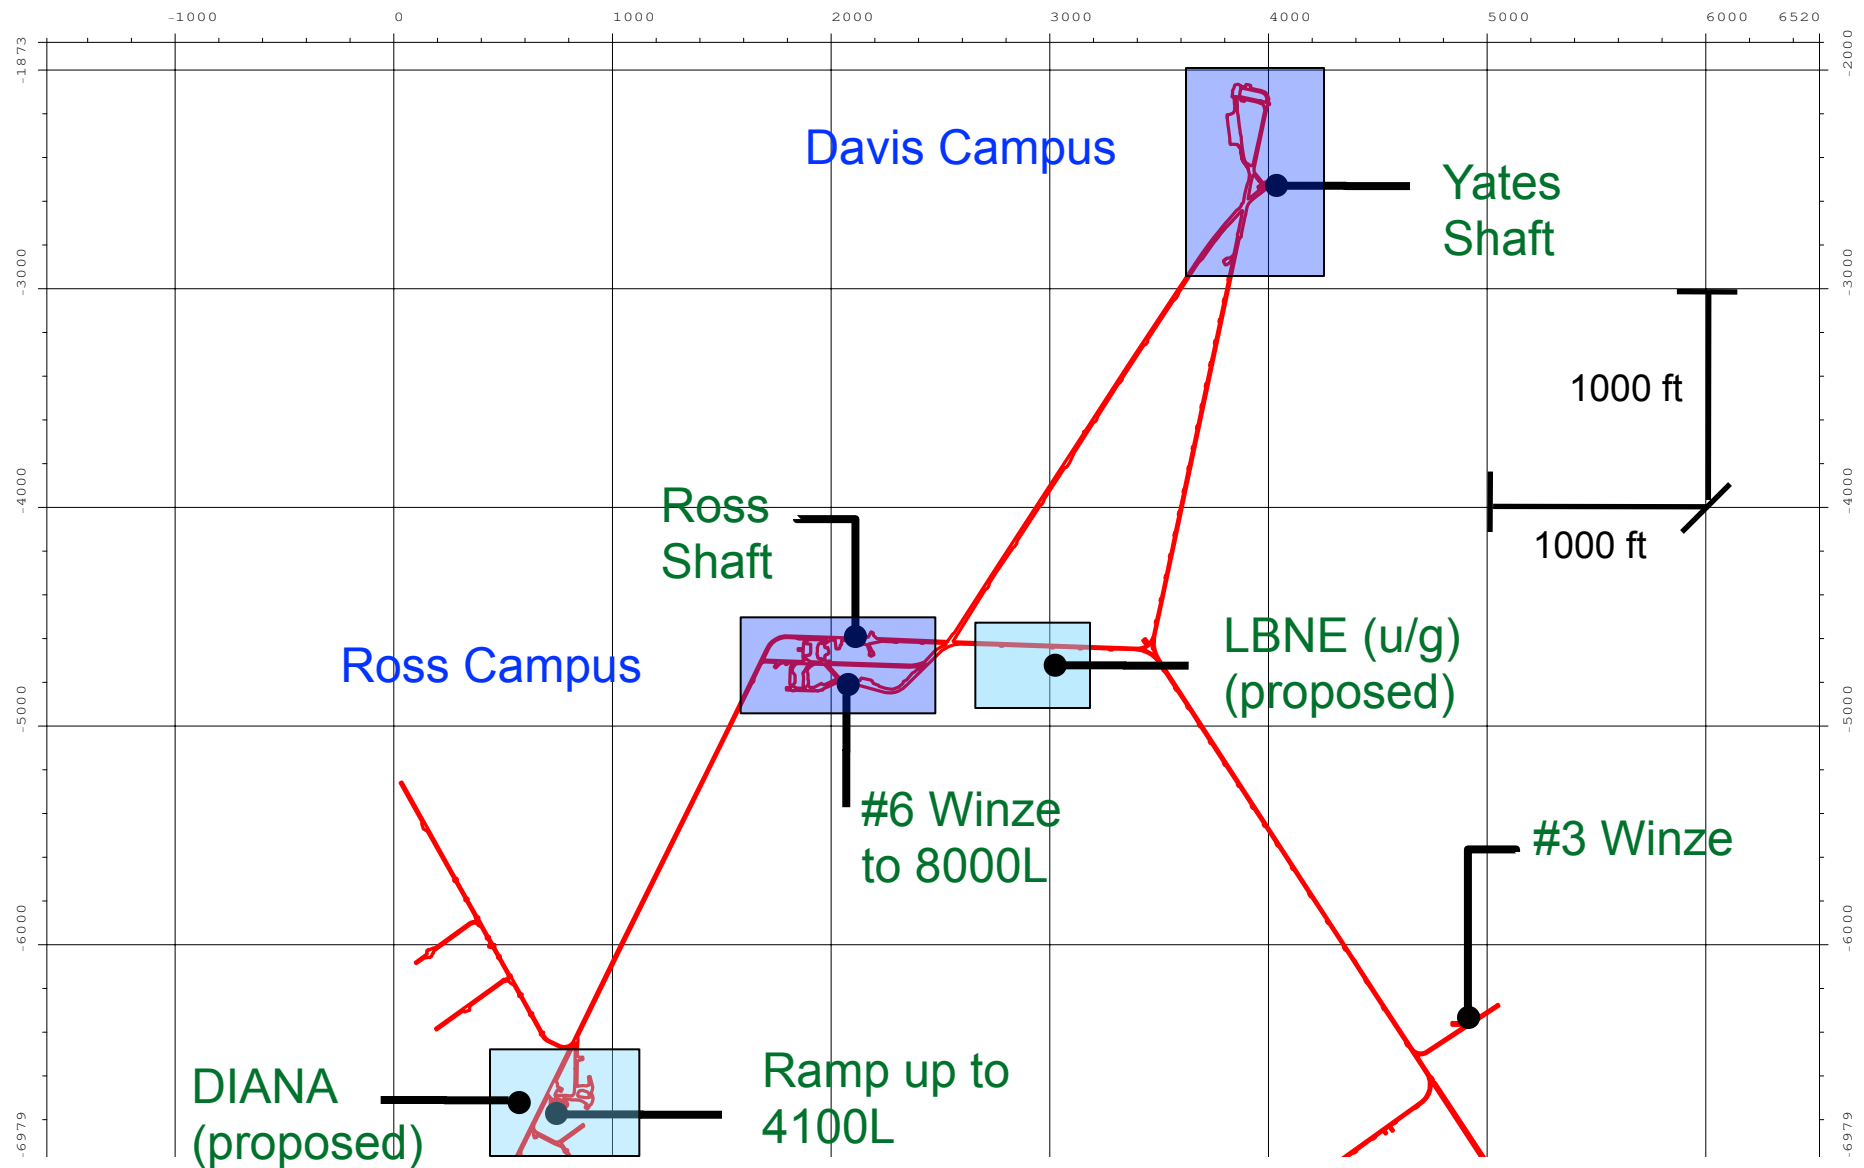 -1000 0 1000 2000 3000 4000 5000 6000 6520
-1873
-2000
Davis Campus
Yates
Shaft
-3000
-3000
1000 ft
-4000
-4000
1000 ft
Ross
Shaft
Ross Campus
LBNE (u/g)
(proposed)
-5000
-5000
#6 Winze
to 8000L
#3 Winze
-6000
-6000
DIANA
(proposed)
Ramp up to
4100L
-6979
-6979